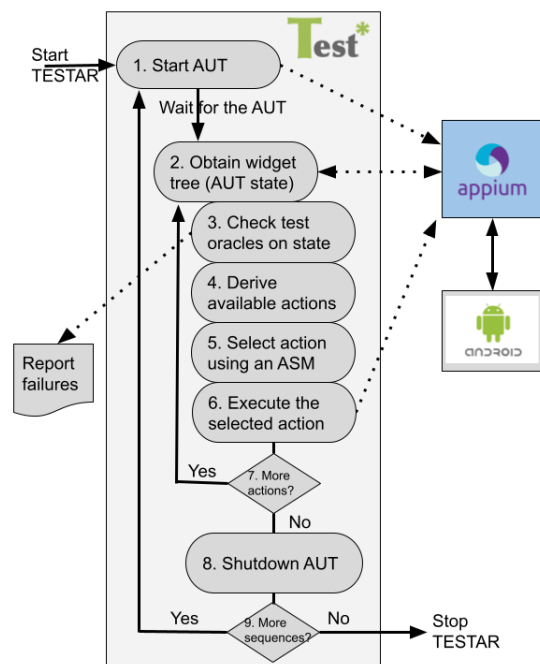 Test*
Start
TESTAR
1. Start AUT
Wait for the AUT
2. Obtain widget
tree (AUT state)
appium
3. Check test
oracles on state
4. Derive
available actions
ANDROID
5. Select action
using an ASM
Report
failures
6. Execute the
selected action
Yes
7. More
actions?
No
8. Shutdown AUT
Yes
9. More
sequences?
No
Stop
TESTAR